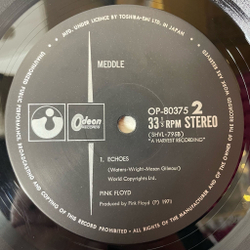 MFD. UNDER LICENCE BY TOSHIBA-EMI LTD. IN JAPAN
ALL RIGHTS OF THE MANUFACTURER AND OF THE OWNER OF THE RECORDED WORK RESERVED
UNAUTHORISED PUBLIC PERFORMANCE, BROADCASTING AND COPYING OF THIS RECORD PROHIBITED
MEDDLE
Odeon
RECORDS
OP-80375 2
33⅓ RPM STEREO
(SHVL-795B)
"A HARVEST RECORDING"
1. ECHOES
(Waters-Wright-Mason-Gilmour)
World Copyrights Ent.
PINK FLOYD
Produced by Pink Floyd Ⓟ 1971